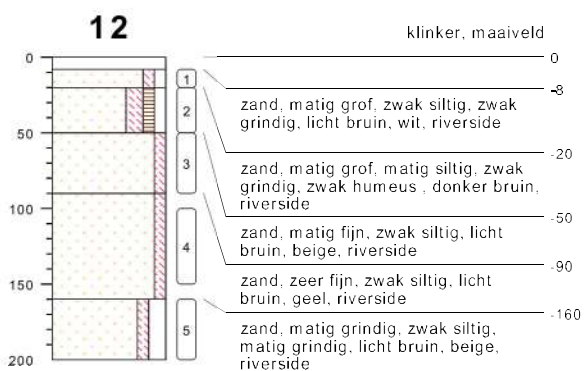 12
klinker, maaiveld
0
0
1
-8
2
zand, matig grof, zwak siltig, zwak
grindig, licht bruin, wit, riverside
50
-20
3
zand, matig grof, matig siltig, zwak
grindig, zwak humeus , donker bruin,
riverside
100
-50
4
zand, matig fijn, zwak siltig, licht
bruin, beige, riverside
-90
zand, zeer fijn, zwak siltig, licht
bruin, geel, riverside
150
-160
5
zand, matig grindig, zwak siltig,
matig grindig, licht bruin, beige,
riverside
200